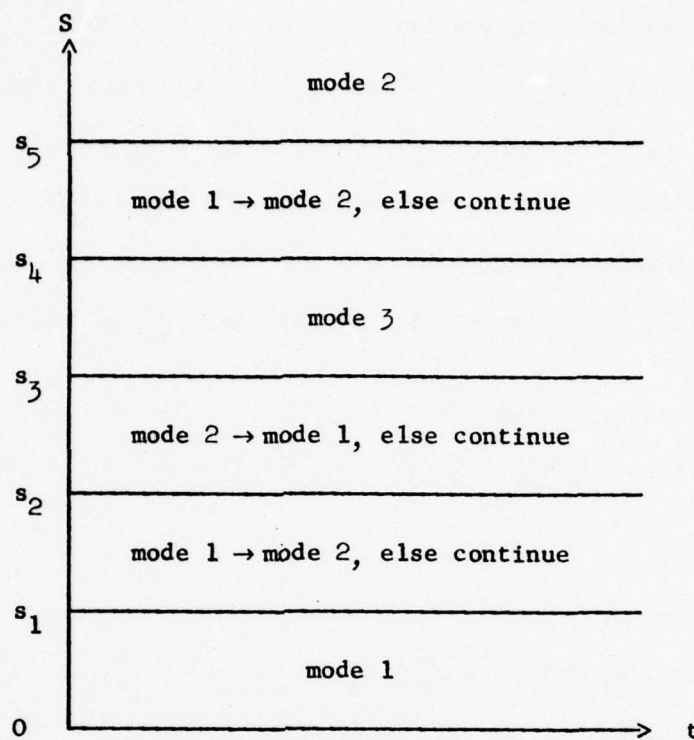 S
mode 2
s5
mode 1 → mode 2, else continue
s4
mode 3
s3
mode 2 → mode 1, else continue
s2
mode 1 → mode 2, else continue
s1
mode 1
0
t